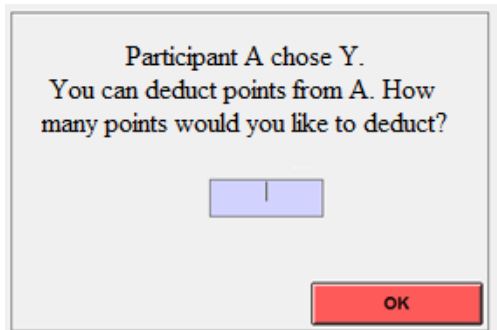 Participant A chose Y.
You can deduct points from A. How
many points would you like to deduct?
OK